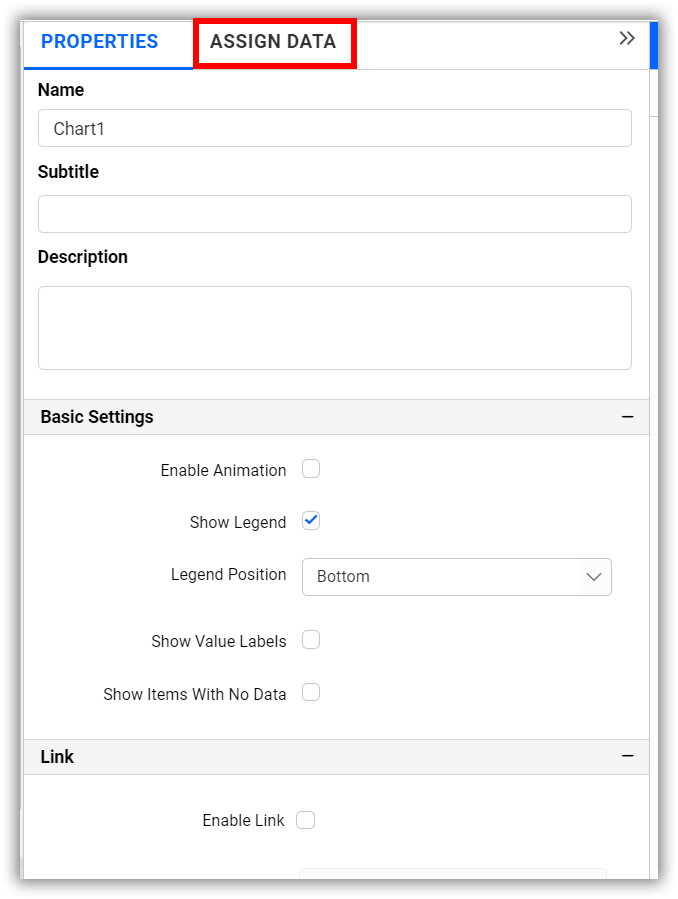 PROPERTIES ASSIGN DATA
Name
Chart1
Subtitle
Description
Basic Settings
Enable Animation
Show Legend
Legend Position Bottom
Show Value Labels
Show Items With No Data
Link
Enable Link